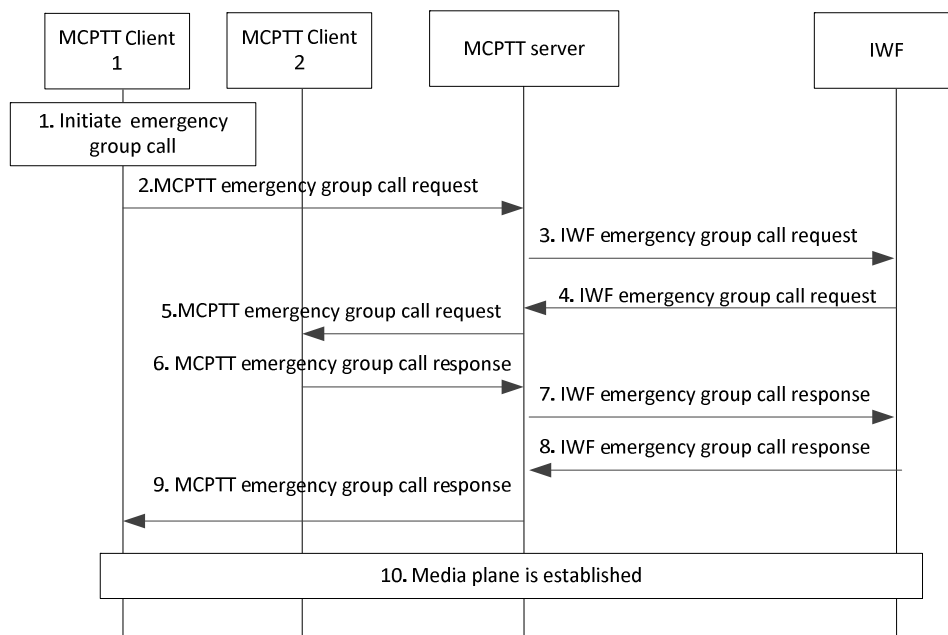 MCPTT Client
1
MCPTT Client
2
MCPTT server
IWF
1. Initiate emergency
group call
2.MCPTT emergency group call request
3. IWF emergency group call request
4. IWF emergency group call request
5.MCPTT emergency group call request
6. MCPTT emergency group call response
7. IWF emergency group call response
8. IWF emergency group call response
9. MCPTT emergency group call response
10. Media plane is established